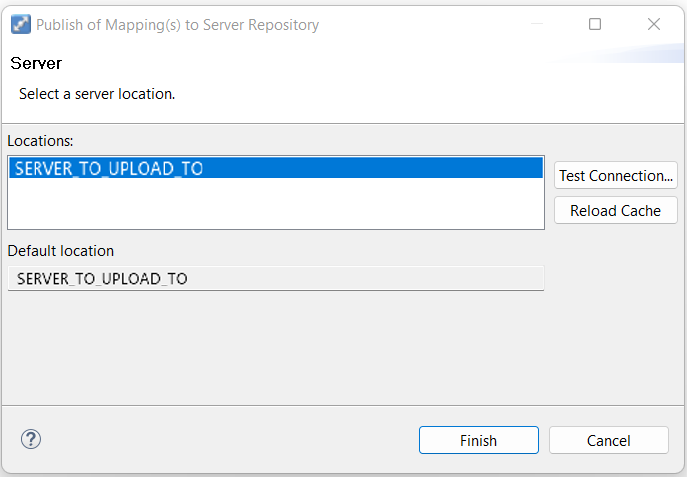 Publish of Mapping(s) to Server Repository
Server
Select a server location.
Locations:
SERVER_TO_UPLOAD_TO
Test Connection...
Reload Cache
Default location
SERVER_TO_UPLOAD_TO
?
Finish
Cancel